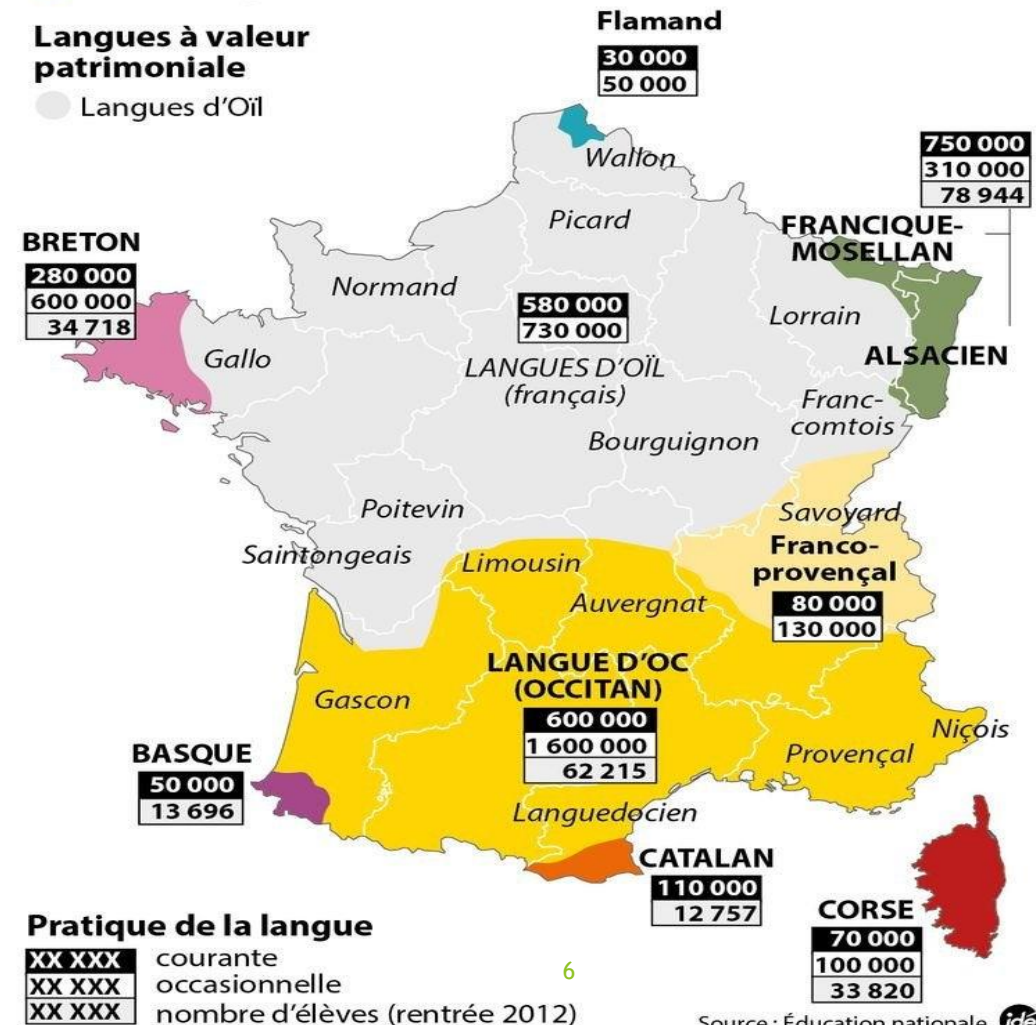 Langues à valeur
patrimoniale
Langues d'Oïl
Flamand
30 000
50 000
Wallon
Picard
750 000
310 000
78 944
FRANCIQUE-
MOSELLAN
BRETON
280 000
600 000
34 718
Normand
580 000
730 000
Lorrain
Gallo
LANGUES D'OÏL
(français)
ALSACIEN
Franc-
comtois
Bourguignon
Poitevin
Savoyard
Saintongeais
Limousin
Franco-
provençal
80 000
130 000
Auvergnat
LANGUE D'OC
(OCCITAN)
600 000
1 600 000
62 215
Gascon
Niçois
Provençal
BASQUE
50 000
13 696
Languedocien
CATALAN
110 000
12 757
CORSE
70 000
100 000
33 820
Pratique de la langue
XX XXX courante
XX XXX occasionnelle
XX XXX nombre d'élèves (rentrée 2012)
6
Source : Éducation nationale